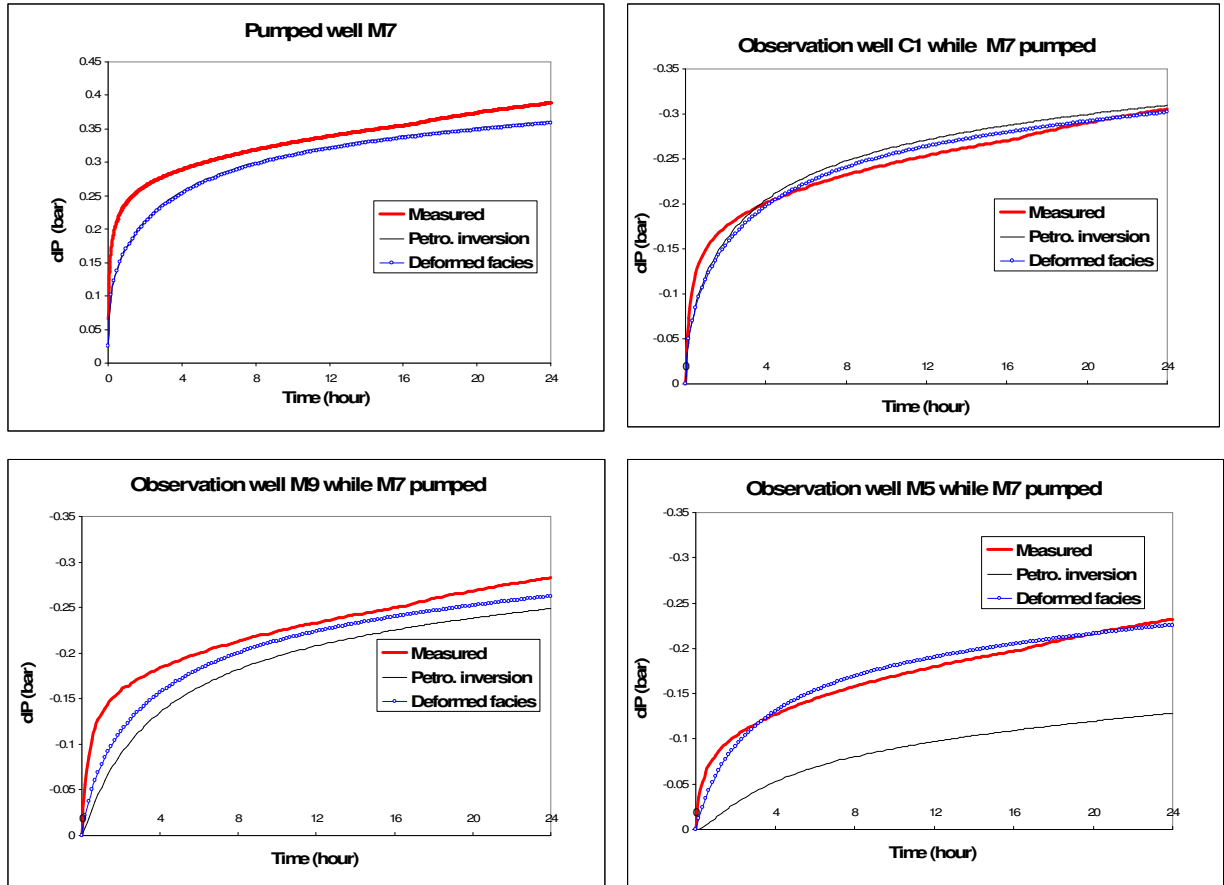 Pumped well M7
0.45
0.4
0.35
0.3
0.25
0.2
0.15
0.1
0.05
0
dP (bar)
Measured
Petro. inversion
Deformed facies
0 4 8 12 16 20 24
Time (hour)
Observation well C1 while M7 pumped
-0.35
-0.3
-0.25
-0.2
-0.15
-0.1
-0.05
0
dP (bar)
Measured
Petro. inversion
Deformed facies
0 4 8 12 16 20 24
Time (hour)
Observation well M9 while M7 pumped
-0.35
-0.3
-0.25
-0.2
-0.15
-0.1
-0.05
0
dP (bar)
Measured
Petro. inversion
Deformed facies
0 4 8 12 16 20 24
Time (hour)
Observation well M5 while M7 pumped
-0.35
-0.3
-0.25
-0.2
-0.15
-0.1
-0.05
0
dP (bar)
Measured
Petro. inversion
Deformed facies
0 4 8 12 16 20 24
Time (hour)